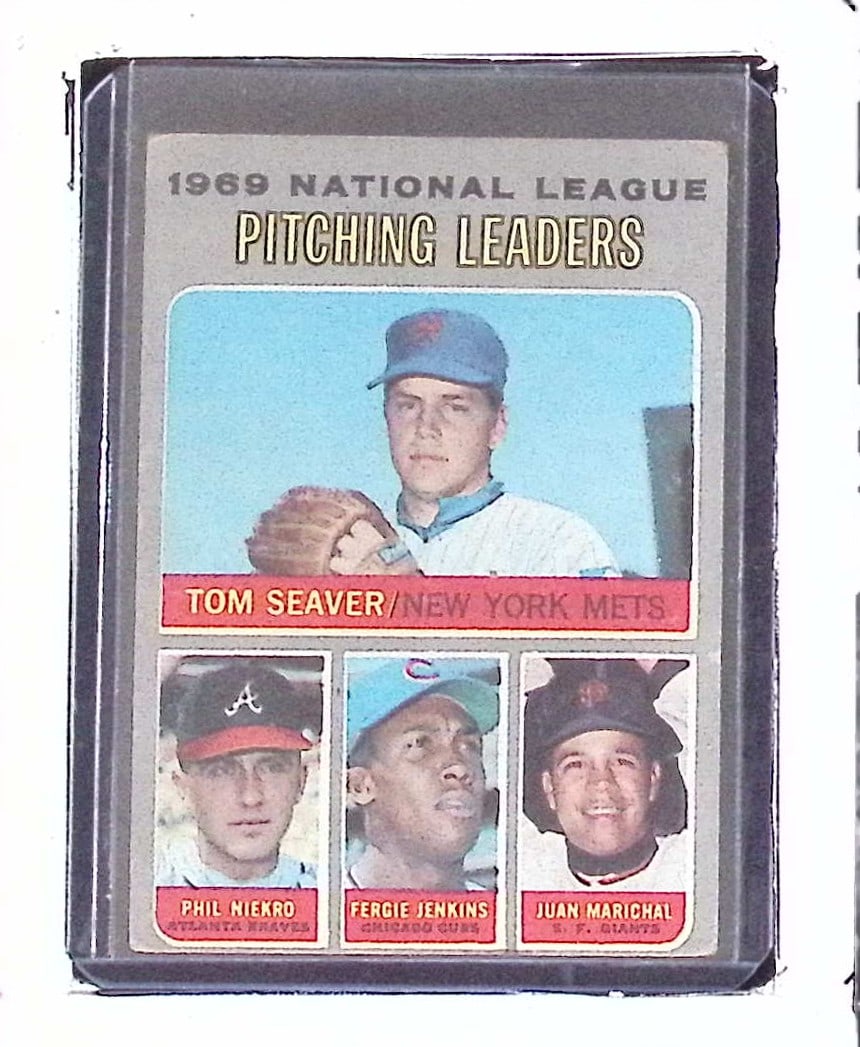 1969 NATIONAL LEAGUE
PITCHING LEADERS
TOM SEAVER/NEW YORK METS
A
C
SF
PHIL NIEKRO
ATLANTA BRAVES
FERGIE JENKINS
CHICAGO CUBS
JUAN MARICHAL
S. F. GIANTS